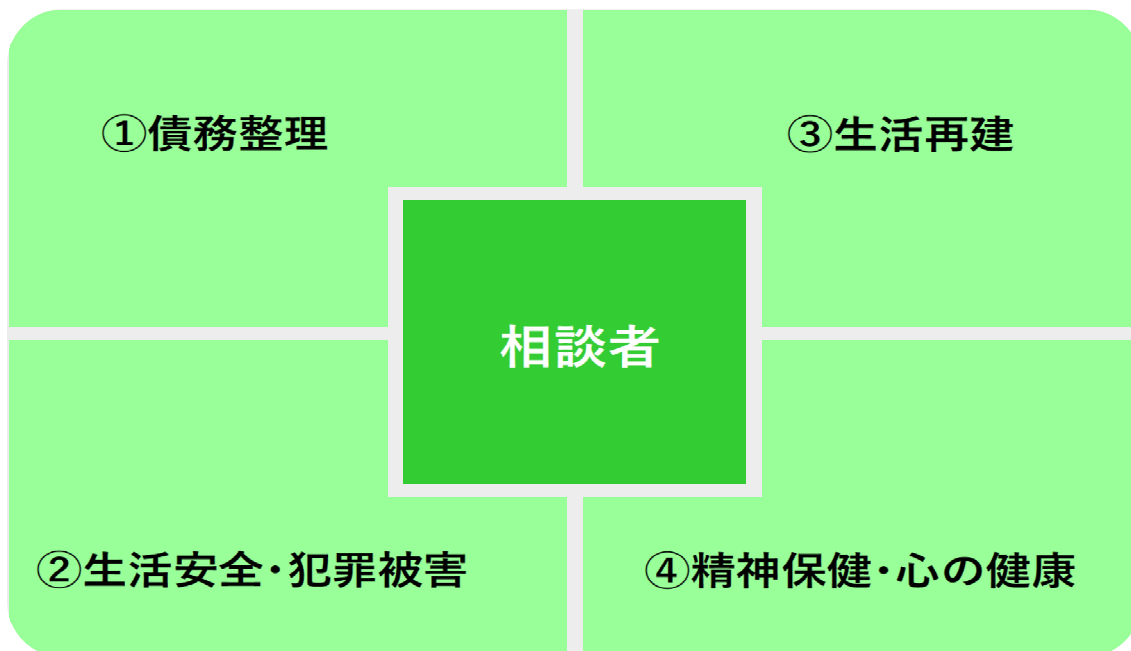 ①債務整理
③生活再建
相談者
②生活安全・犯罪被害
④精神保健・心の健康